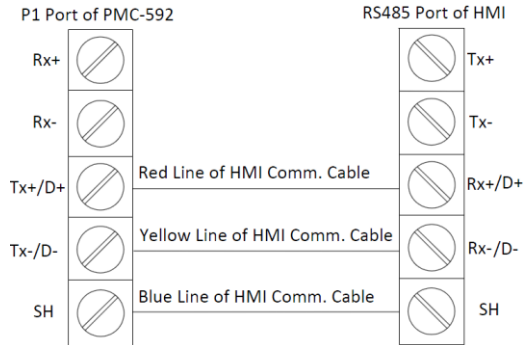 P1 Port of PMC-592
RS485 Port of HMI
Rx+
Tx+
Rx-
Tx-
Tx+/D+
Red Line of HMI Comm. Cable
Rx+/D+
Tx-/D-
Yellow Line of HMI Comm. Cable
Rx-/D-
SH
Blue Line of HMI Comm. Cable
SH